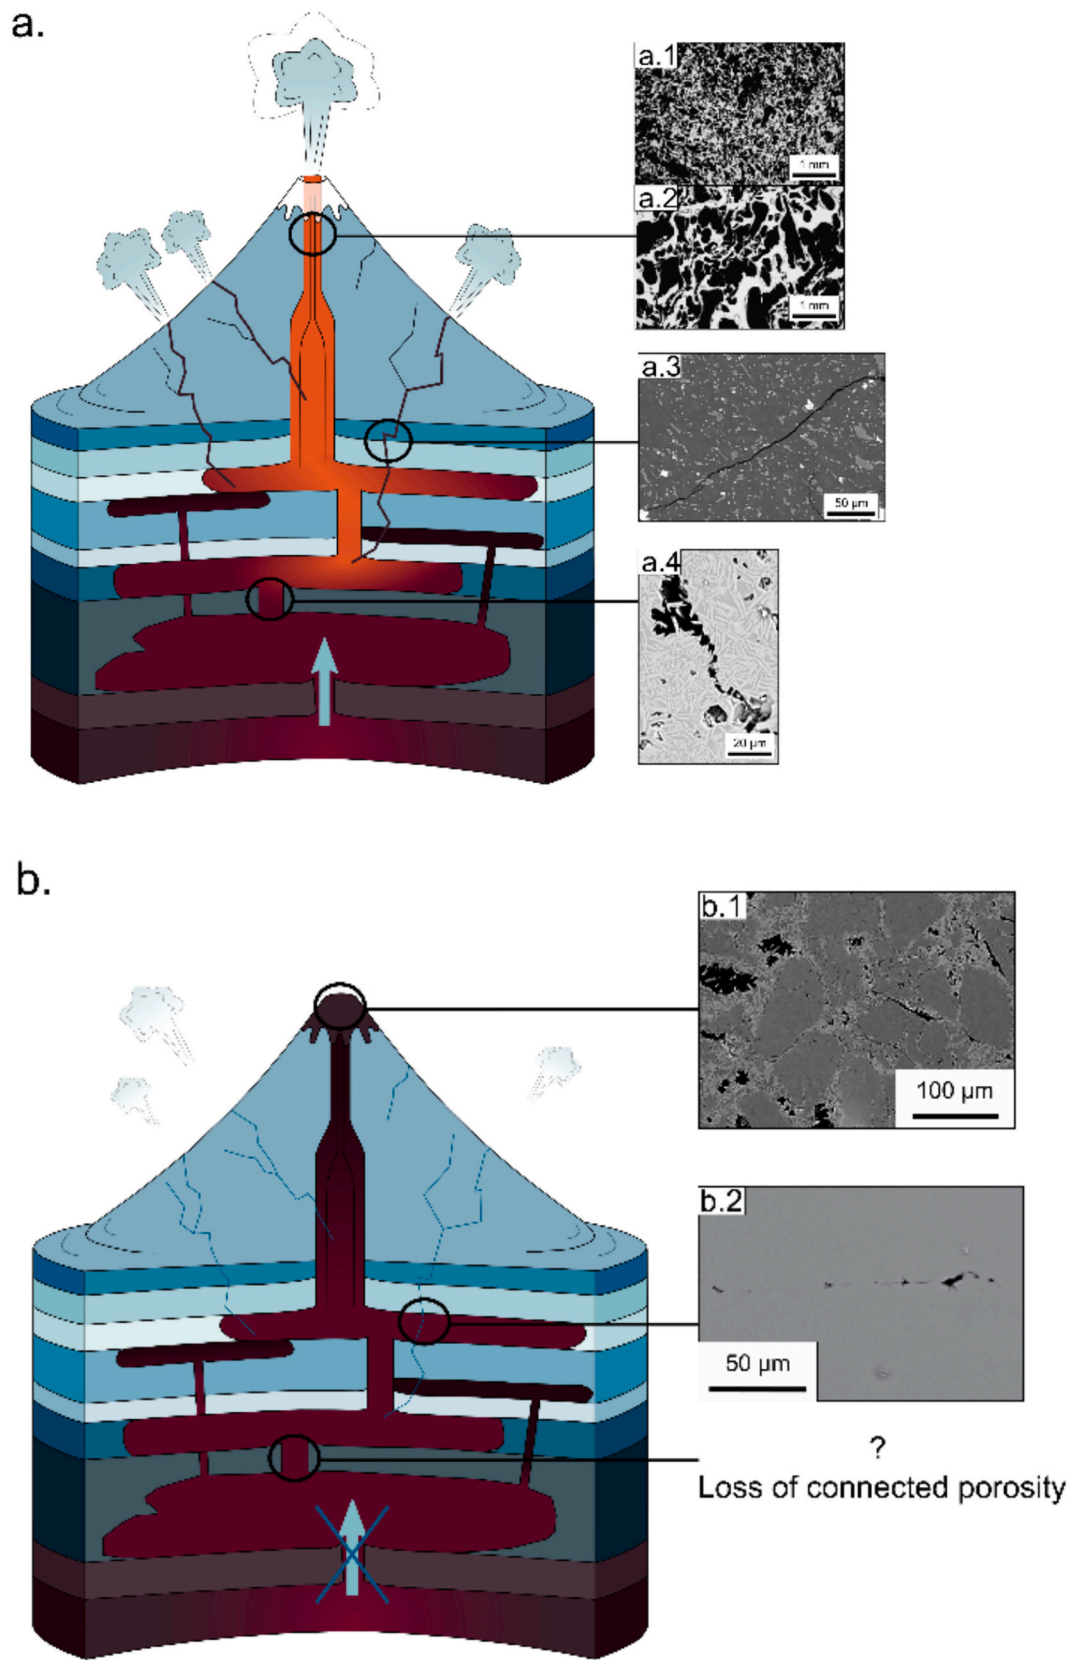 a.
a.1
1 mm
a.2
1 mm
a.3
50 µm
a.4
20 µm
b.
b.1
100 µm
b.2
50 µm
?
Loss of connected porosity